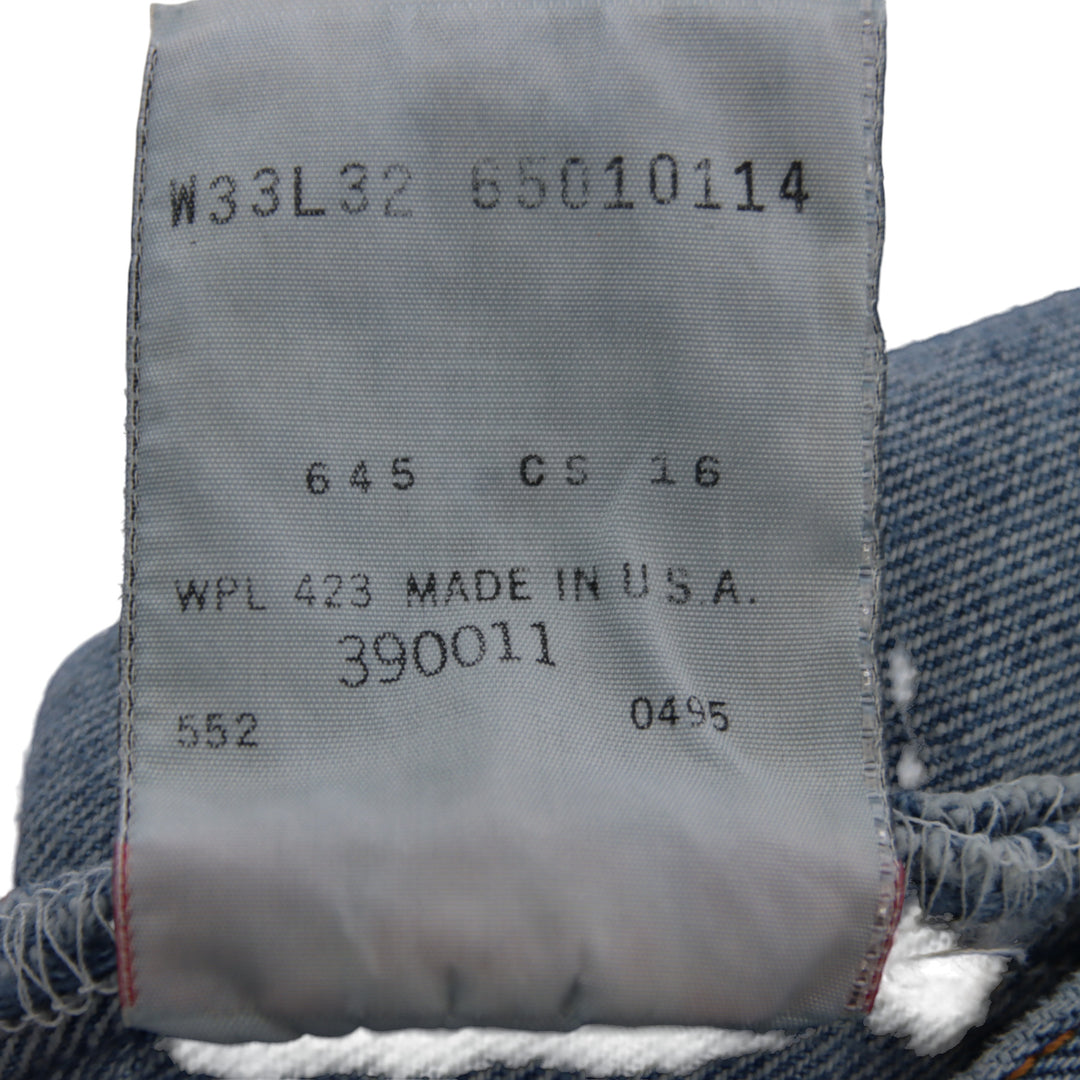 W33L32 65010114
645 CS 16
WPL 423 MADE IN U.S.A.
390011
552 0495